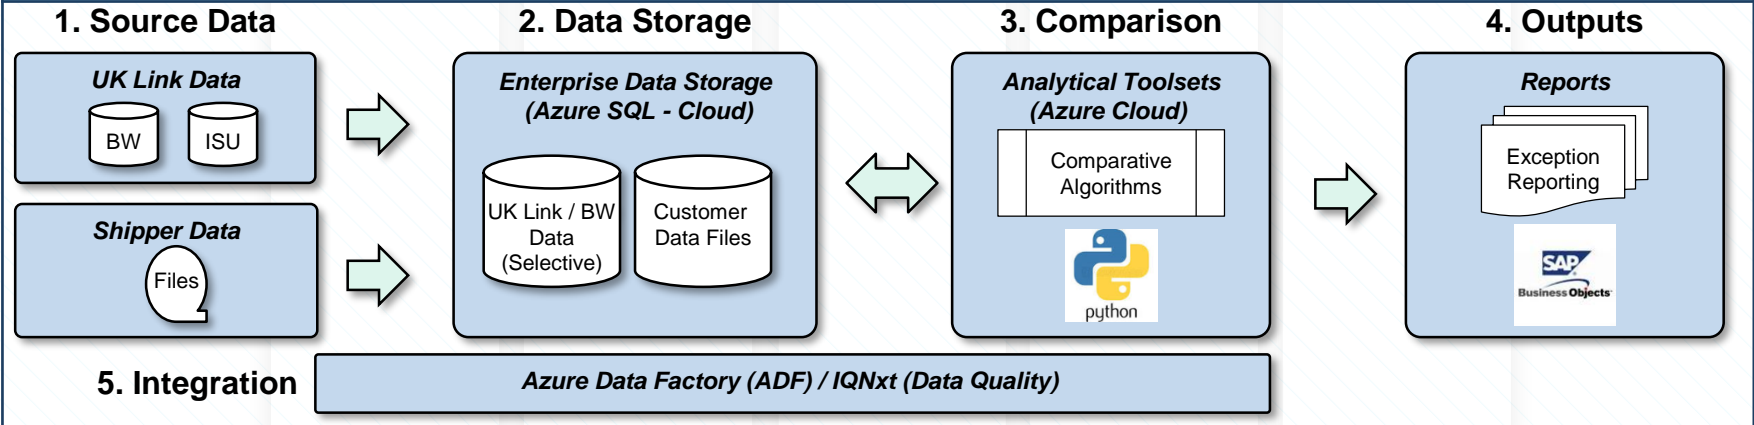 1. Source Data
2. Data Storage
3. Comparison
4. Outputs
UK Link Data
BW
ISU
Shipper Data
Files
Enterprise Data Storage
(Azure SQL - Cloud)
UK Link / BW
Data
(Selective)
Customer
Data Files
Analytical Toolsets
(Azure Cloud)
Comparative
Algorithms
python
Reports
Exception
Reporting
SAP
Business Objects
5. Integration
Azure Data Factory (ADF) / IQNxt (Data Quality)